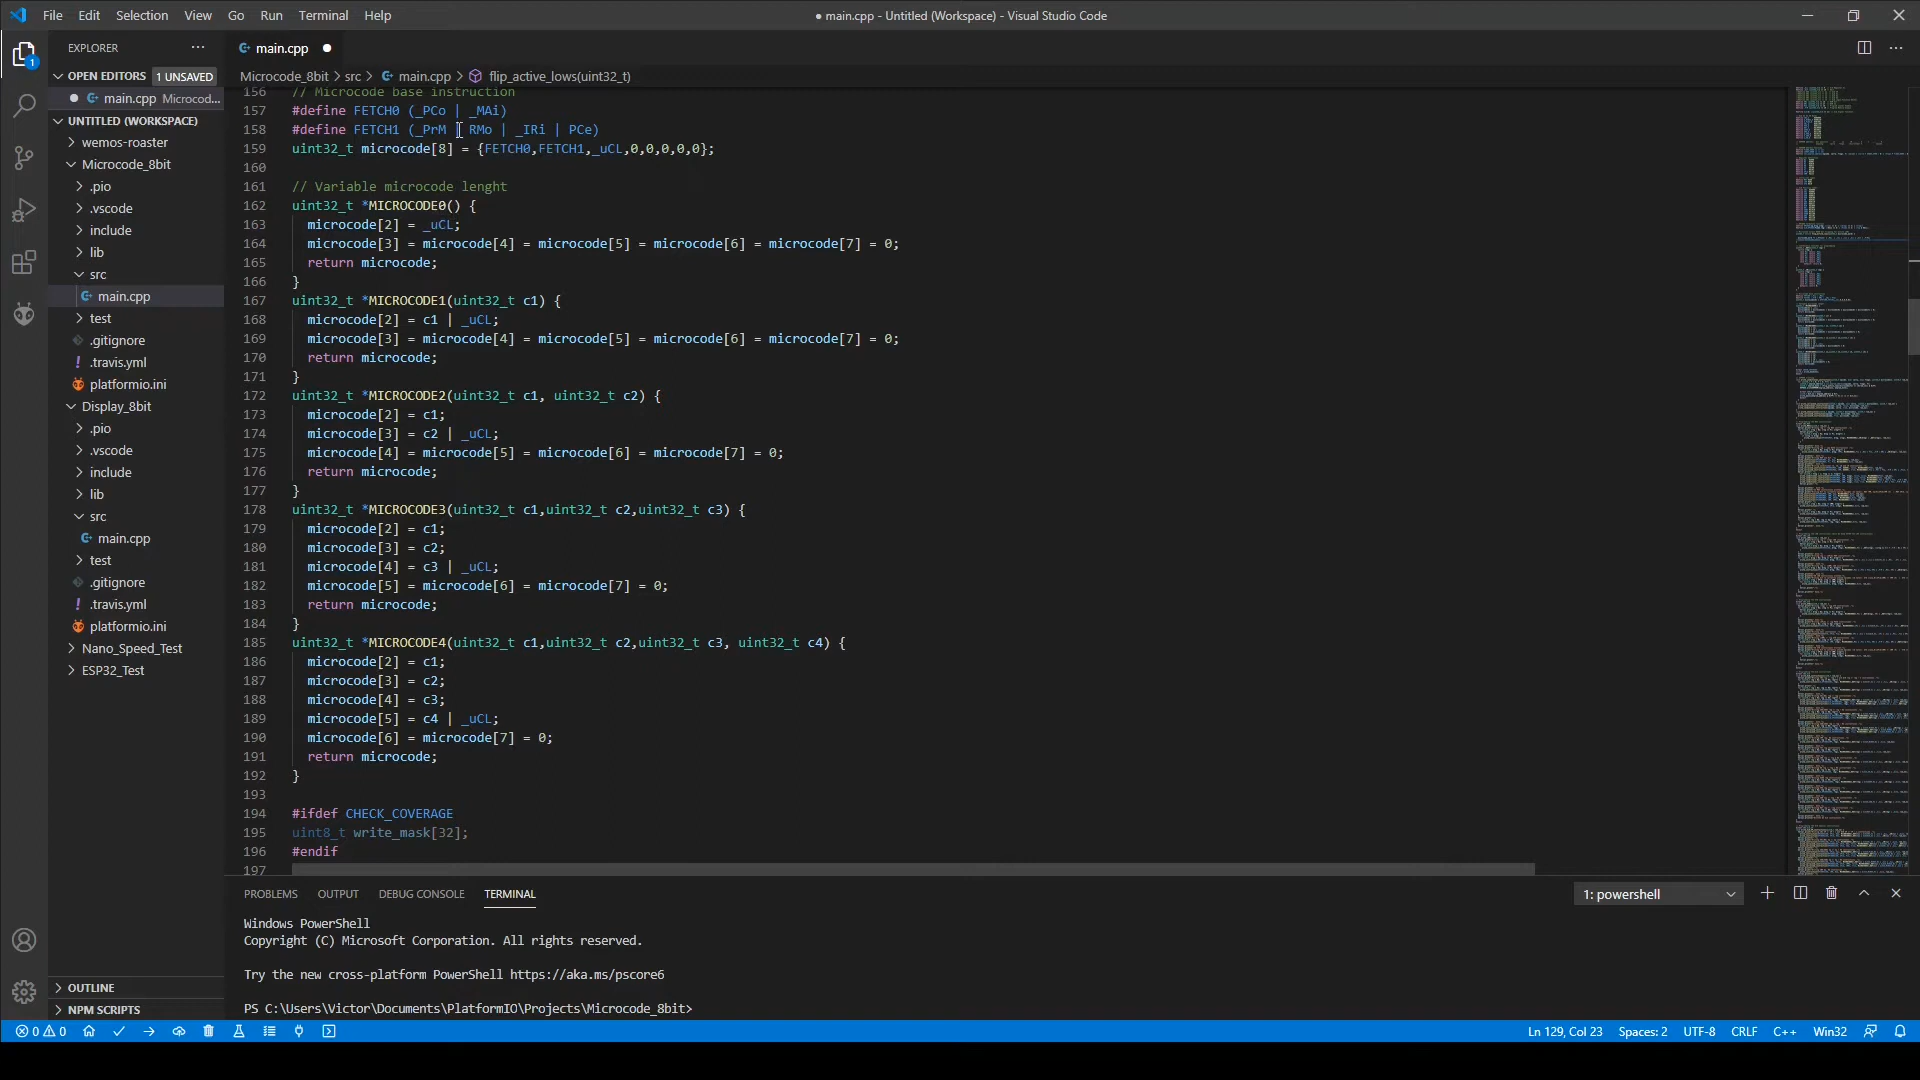 File Edit Selection View Go Run Terminal Help
● main.cpp - Untitled (Workspace) - Visual Studio Code
EXPLORER
OPEN EDITORS 1 UNSAVED
main.cpp Microcod...
UNTITLED (WORKSPACE)
wemos-roaster
Microcode_8bit
.pio
.vscode
include
lib
src
main.cpp
test
.gitignore
.travis.yml
platformio.ini
Display_8bit
.pio
.vscode
include
lib
src
main.cpp
test
.gitignore
.travis.yml
platformio.ini
Nano_Speed_Test
ESP32_Test
OUTLINE
NPM SCRIPTS
main.cpp
Microcode_8bit > src > main.cpp > flip_active_lows(uint32_t)
156 // Microcode base instruction
157 #define FETCH0 (_PCo | _MAi)
158 #define FETCH1 (_PrM | RMo | _IRi | PCe)
159 uint32_t microcode[8] = {FETCH0,FETCH1,_uCL,0,0,0,0,0};
160
161 // Variable microcode lenght
162 uint32_t *MICROCODE0() {
163 microcode[2] = _uCL;
164 microcode[3] = microcode[4] = microcode[5] = microcode[6] = microcode[7] = 0;
165 return microcode;
166 }
167 uint32_t *MICROCODE1(uint32_t c1) {
168 microcode[2] = c1 | _uCL;
169 microcode[3] = microcode[4] = microcode[5] = microcode[6] = microcode[7] = 0;
170 return microcode;
171 }
172 uint32_t *MICROCODE2(uint32_t c1, uint32_t c2) {
173 microcode[2] = c1;
174 microcode[3] = c2 | _uCL;
175 microcode[4] = microcode[5] = microcode[6] = microcode[7] = 0;
176 return microcode;
177 }
178 uint32_t *MICROCODE3(uint32_t c1,uint32_t c2,uint32_t c3) {
179 microcode[2] = c1;
180 microcode[3] = c2;
181 microcode[4] = c3 | _uCL;
182 microcode[5] = microcode[6] = microcode[7] = 0;
183 return microcode;
184 }
185 uint32_t *MICROCODE4(uint32_t c1,uint32_t c2,uint32_t c3, uint32_t c4) {
186 microcode[2] = c1;
187 microcode[3] = c2;
188 microcode[4] = c3;
189 microcode[5] = c4 | _uCL;
190 microcode[6] = microcode[7] = 0;
191 return microcode;
192 }
193
194 #ifdef CHECK_COVERAGE
195 uint8_t write_mask[32];
196 #endif
197
PROBLEMS OUTPUT DEBUG CONSOLE TERMINAL
1: powershell
Windows PowerShell
Copyright (C) Microsoft Corporation. All rights reserved.
Try the new cross-platform PowerShell https://aka.ms/pscore6
PS C:\Users\Victor\Documents\PlatformIO\Projects\Microcode_8bit>
0 0
Ln 129, Col 23 Spaces: 2 UTF-8 CRLF C++ Win32
1